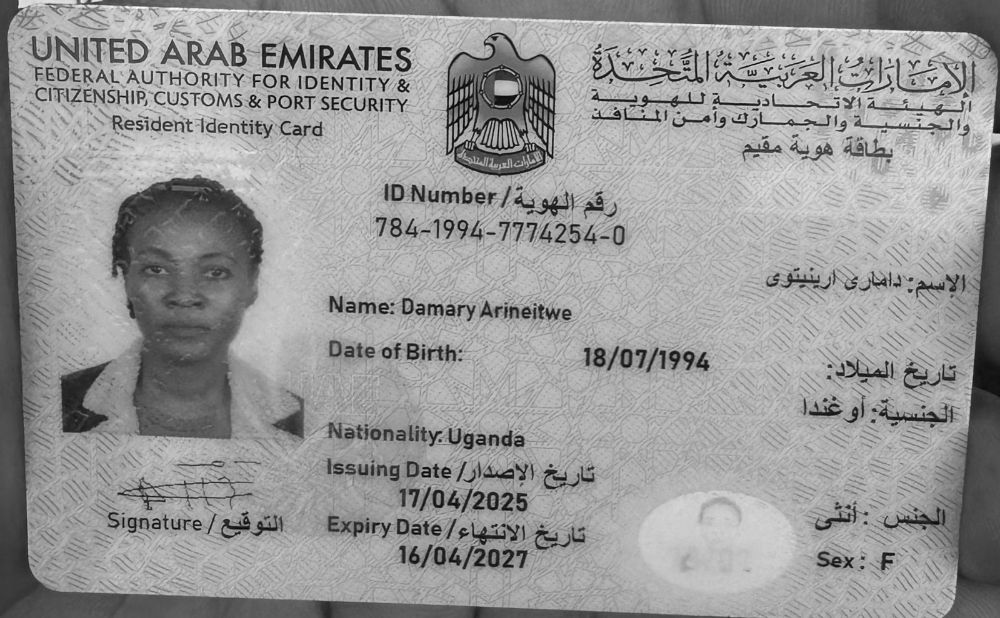 UNITED ARAB EMIRATES
FEDERAL AUTHORITY FOR IDENTITY &
CITIZENSHIP, CUSTOMS & PORT SECURITY
Resident Identity Card
الإمارات العربية المتحدة
الهيئة الاتحادية للهوية
والجنسية والجمارك وأمن المنافذ
بطاقة هوية مقيم
الإمارات العربية المتحدة
ID Number / رقم الهوية
784-1994-7774254-0
الإسم: دامارى ارينيتوى
Name: Damary Arineitwe
Date of Birth: 18/07/1994 تاريخ الميلاد:
الجنسية: أوغندا
Nationality: Uganda
Issuing Date / تاريخ الإصدار
17/04/2025
Expiry Date / تاريخ الانتهاء
16/04/2027
Signature / التوقيع
الجنس : أنثى
Sex : F